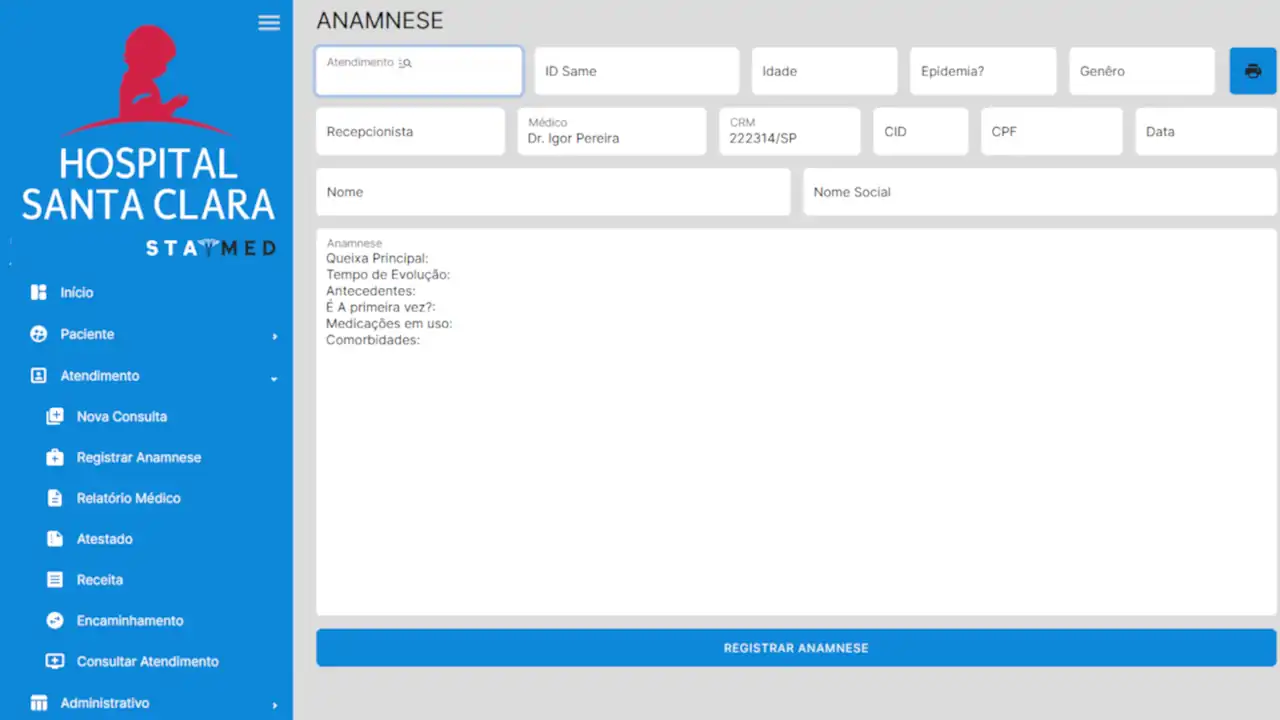 HOSPITAL
SANTA CLARA
STAYMED
Início
Paciente
Atendimento
Nova Consulta
Registrar Anamnese
Relatório Médico
Atestado
Receita
Encaminhamento
Consultar Atendimento
Administrativo
ANAMNESE
Atendimento
ID Same
Idade
Epidemia?
Genêro
Recepcionista
Médico
Dr. Igor Pereira
CRM
222314/SP
CID
CPF
Data
Nome
Nome Social
Anamnese
Queixa Principal:
Tempo de Evolução:
Antecedentes:
É A primeira vez?:
Medicações em uso:
Comorbidades:
REGISTRAR ANAMNESE